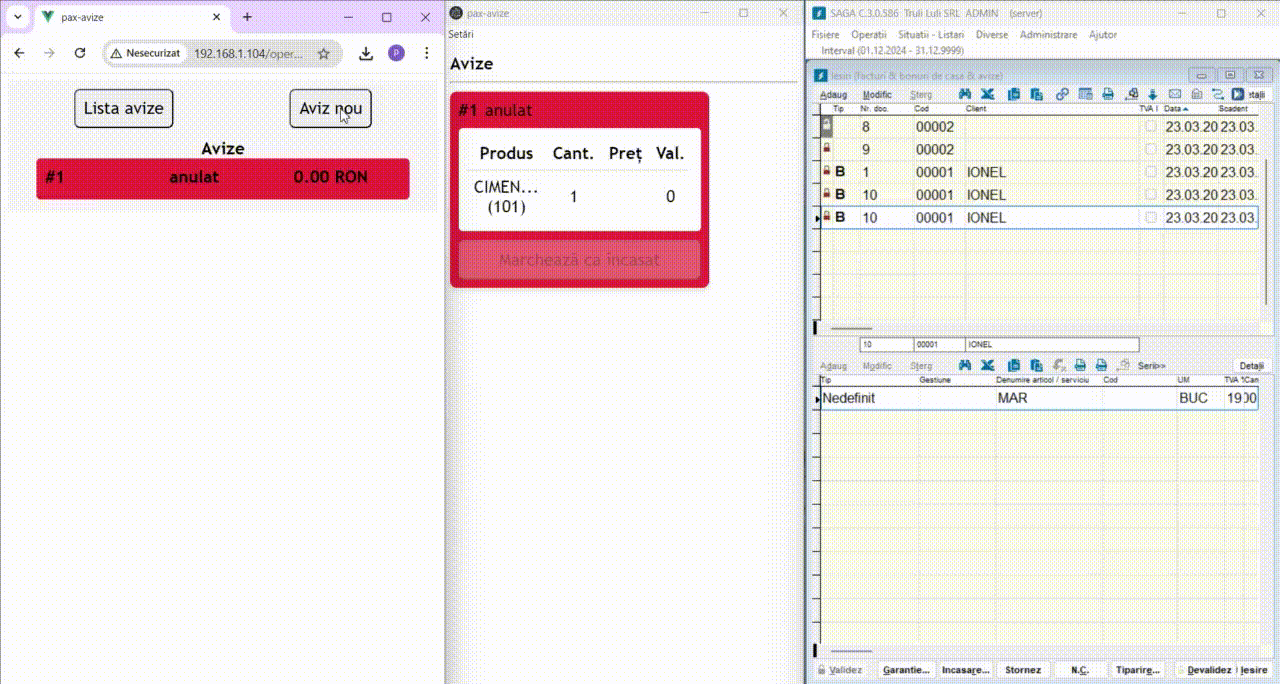 pax-avize
Nesecurizat
192.168.1.104/oper...
Lista avize
Aviz nou
Avize
#1 anulat 0.00 RON
pax-avize
Setări
Avize
#1 anulat
Produs Cant. Preț Val.
CIMEN... 1 0
(101)
Marchează ca încasat
SAGA C.3.0.586 Truli Luli SRL ADMIN (server)
Fisiere Operatii Situatii - Listari Diverse Administrare Ajutor
Interval (01.12.2024 - 31.12.9999)
Iesiri (facturi & bonuri de casa & avize)
Adaug Modific Sterg
Tip Nr. doc. Cod Client TVA I Data Scadent
8 00002 23.03.20 23.03.
9 00002 23.03.20 23.03.
B 1 00001 IONEL 23.03.20 23.03.
B 10 00001 IONEL 23.03.20 23.03.
B 10 00001 IONEL 23.03.20 23.03.
10 00001 IONEL
Adaug Modific Sterg Serii>> Detalii
Tip Gestiune Denumire articol / serviciu Cod UM TVA %Can
Nedefinit MAR BUC 19
Validez Garantie... Incasare... Stornez N.C. Tiparire... Devalidez Iesire